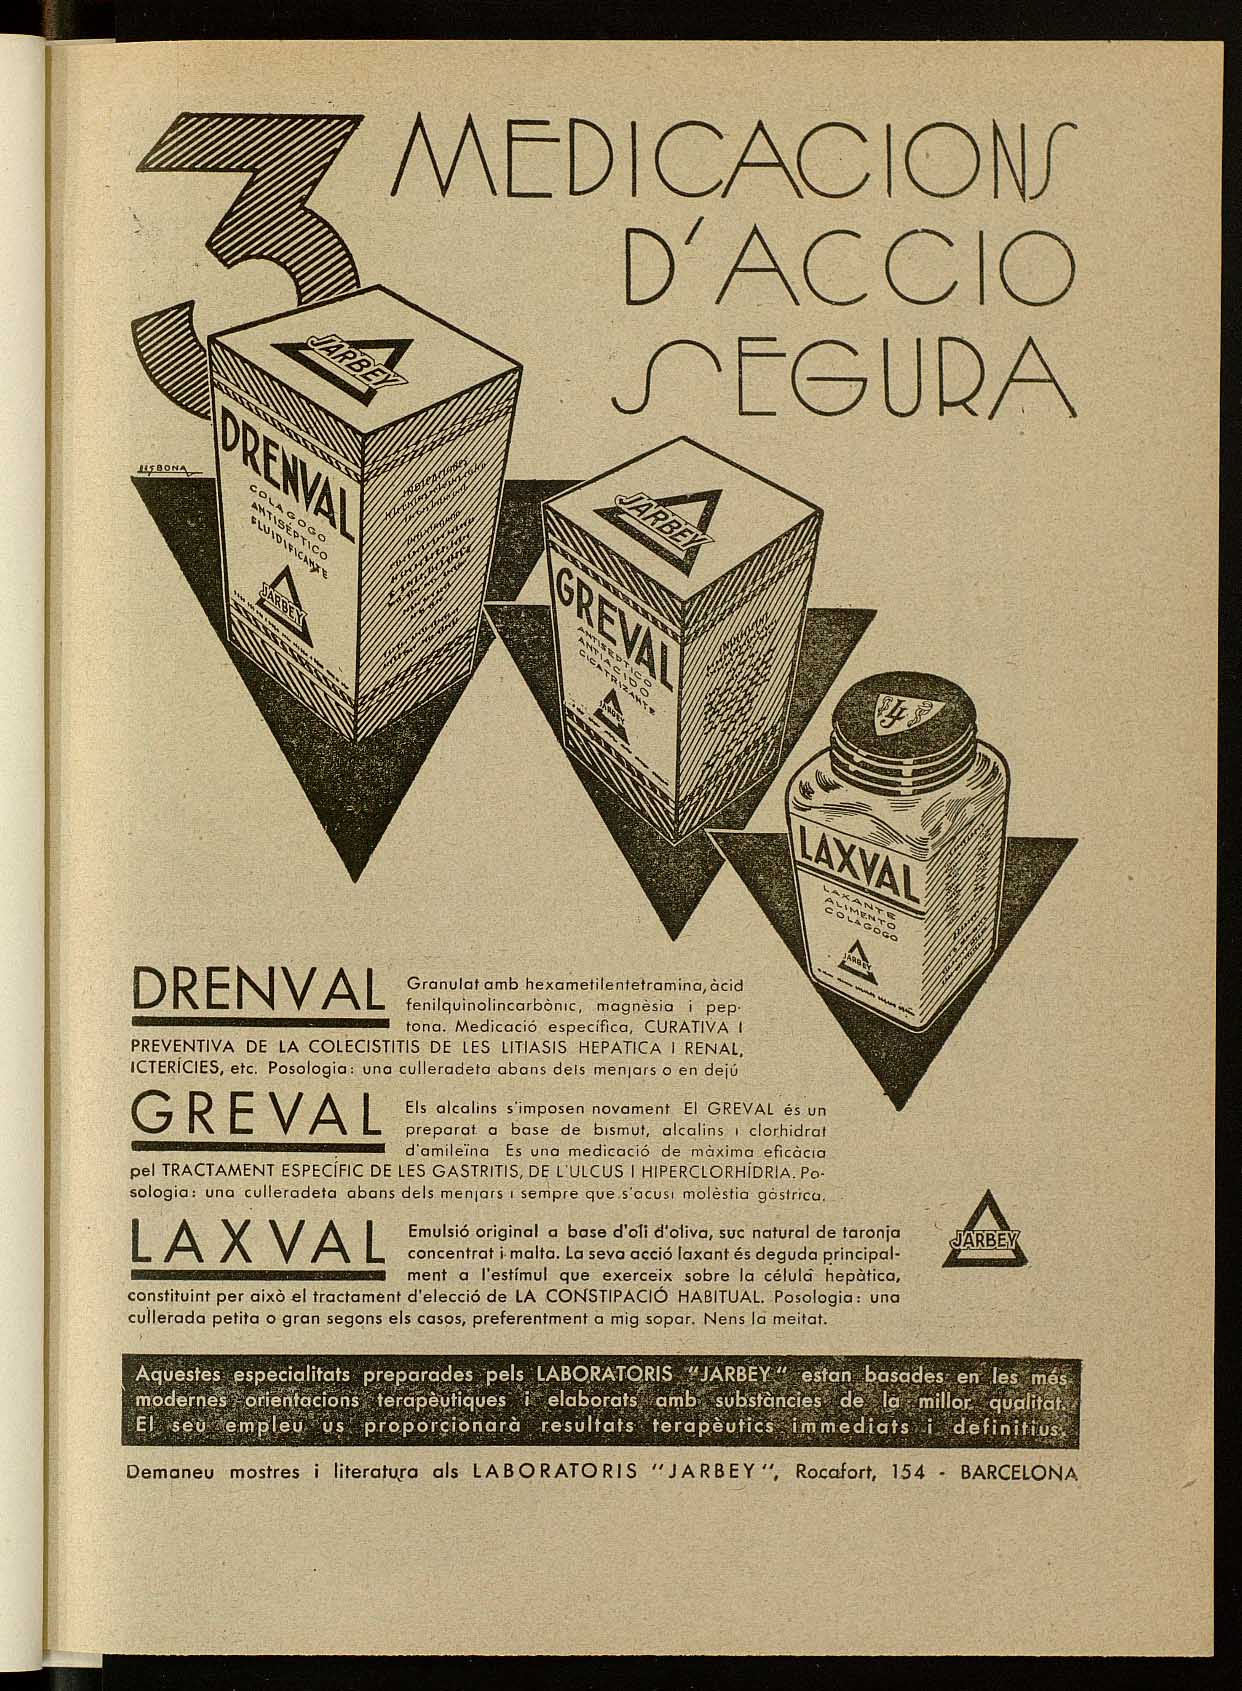 3 MEDICACIONS
D'ACCIO
SEGURA
JARBEY
DRENVAL
COLAGOGO
ANTISÉPTICO
FLUIDIFICANTE
JARBEY
LISBONA
JARBEY
GREVAL
ANTISEPTICO
ANTIACIDO
CICATRIZANTE
JARBEY
LJ
LAXVAL
LAXANTE
ALIMENTO
COLAGOGO
JARBEY
DRENVAL
Granulat amb hexametilentetramina, àcid
fenilquinolincarbònic, magnèsia i pep-
tona. Medicació específica, CURATIVA I
PREVENTIVA DE LA COLECISTITIS DE LES LITIASIS HEPATICA I RENAL,
ICTERÍCIES, etc. Posologia: una culleradeta abans dels menjars o en dejú
GREVAL
Els alcalins s'imposen novament El GREVAL és un
preparat a base de bismut, alcalins i clorhidrat
d'amileïna Es una medicació de màxima eficàcia
pel TRACTAMENT ESPECÍFIC DE LES GASTRITIS, DE L'ULCUS I HIPERCLORHÍDRIA. Po-
sologia: una culleradeta abans dels menjars i sempre que s'acusi molèstia gàstrica.
LAXVAL
Emulsió original a base d'oli d'oliva, suc natural de taronja
concentrat i malta. La seva acció laxant és deguda principal-
ment a l'estímul que exerceix sobre la célula hepàtica,
constituint per això el tractament d'elecció de LA CONSTIPACIÓ HABITUAL. Posologia: una
cullerada petita o gran segons els casos, preferentment a mig sopar. Nens la meitat.
JARBEY
Aquestes especialitats preparades pels LABORATORIS "JARBEY" estan basades en les més
modernes orientacions terapèutiques i elaborats amb substàncies de la millor qualitat.
El seu empleu us proporcionarà resultats terapèutics immediats i definitius.
Demaneu mostres i literatura als LABORATORIS "JARBEY", Rocafort, 154 - BARCELONA